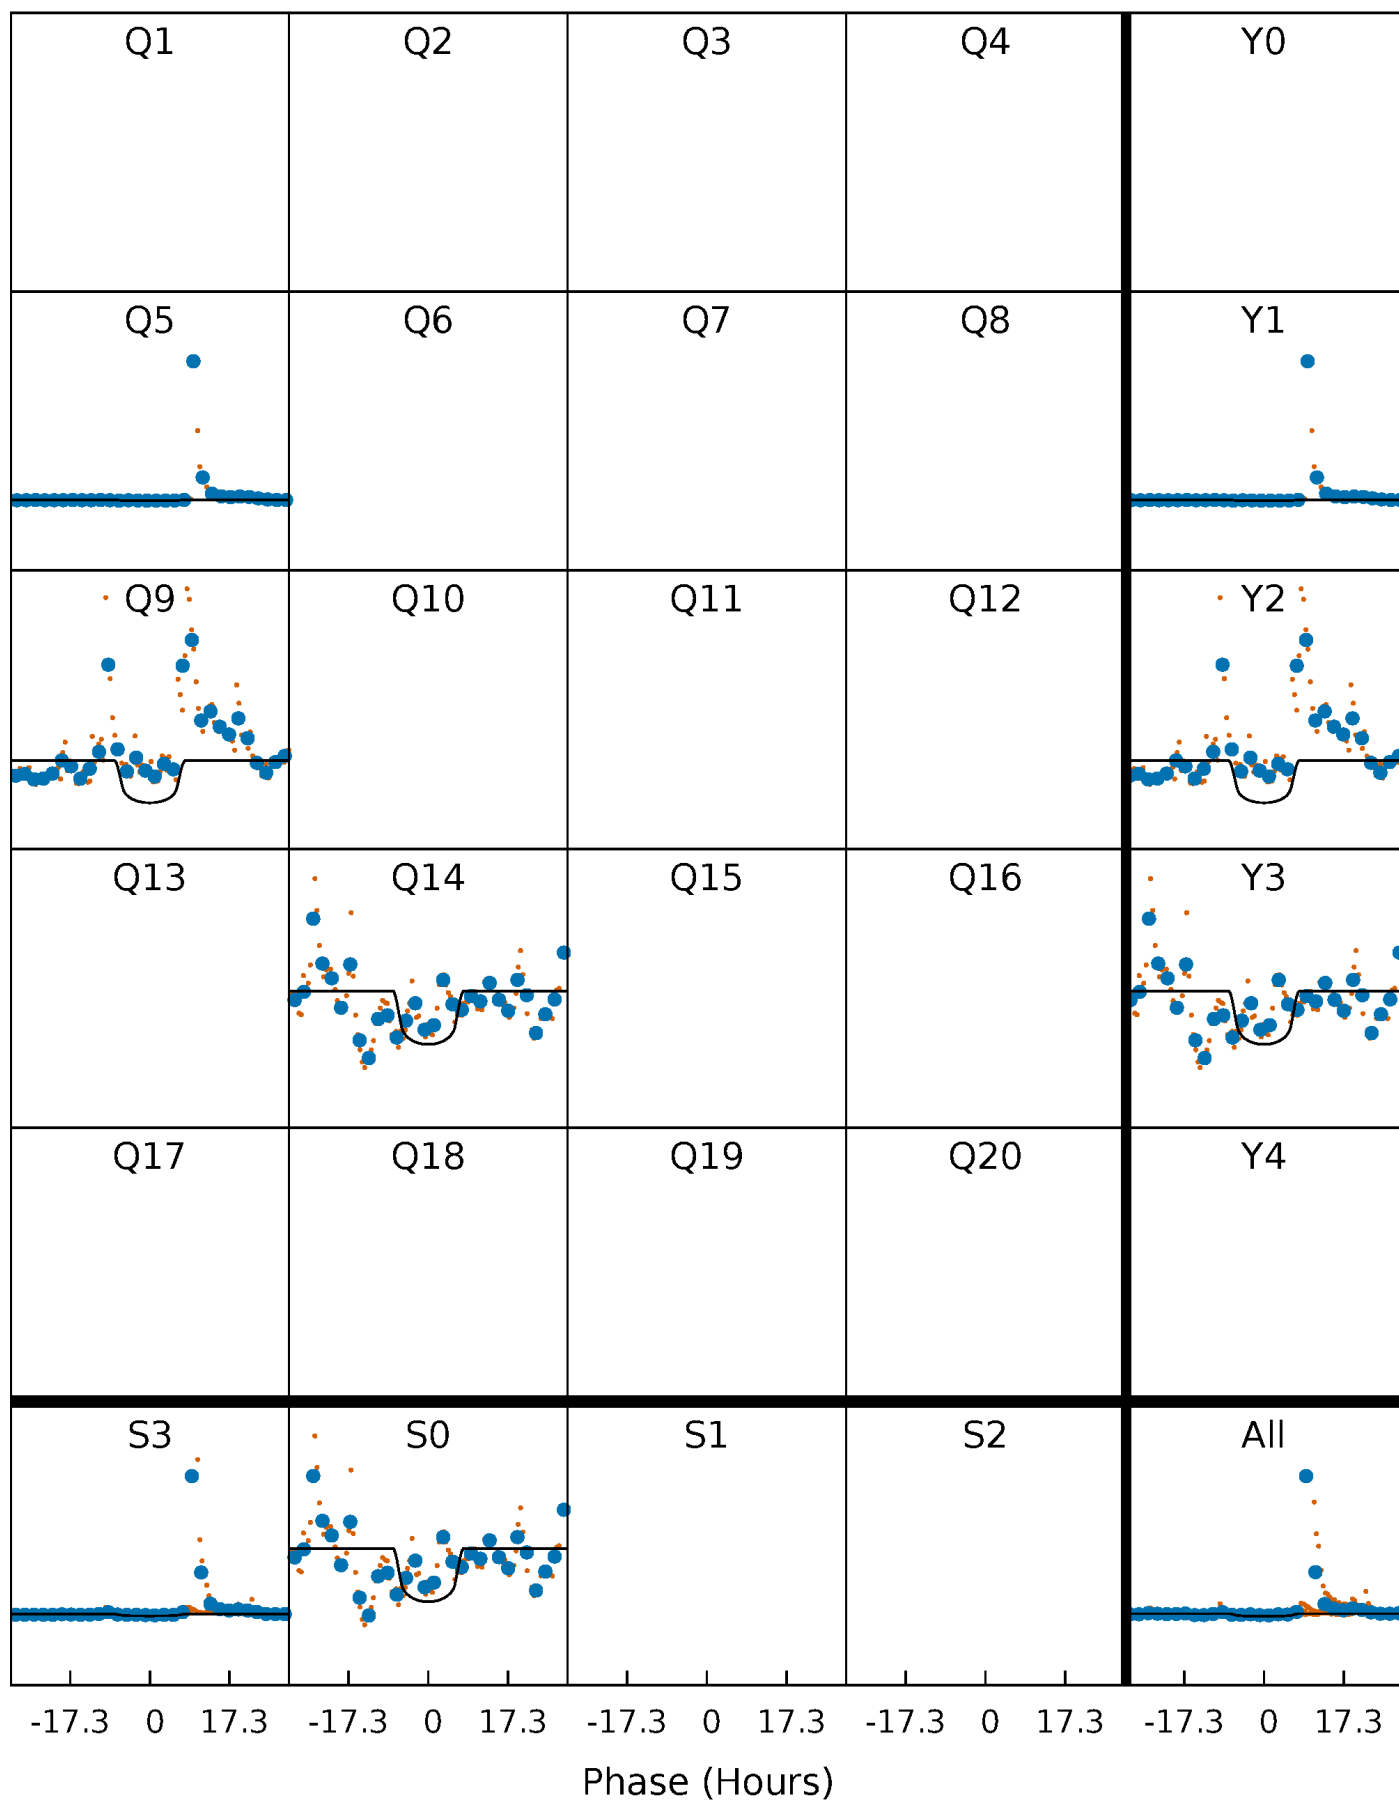 Q1 Q2 Q3 Q4 Y0
Q5 Q6 Q7 Q8 Y1
Q9 Q10 Q11 Q12 Y2
Q13 Q14 Q15 Q16 Y3
Q17 Q18 Q19 Q20 Y4
S3 S0 S1 S2 All
-17.3 0 17.3 -17.3 0 17.3 -17.3 0 17.3 -17.3 0 17.3 -17.3 0 17.3
Phase (Hours)